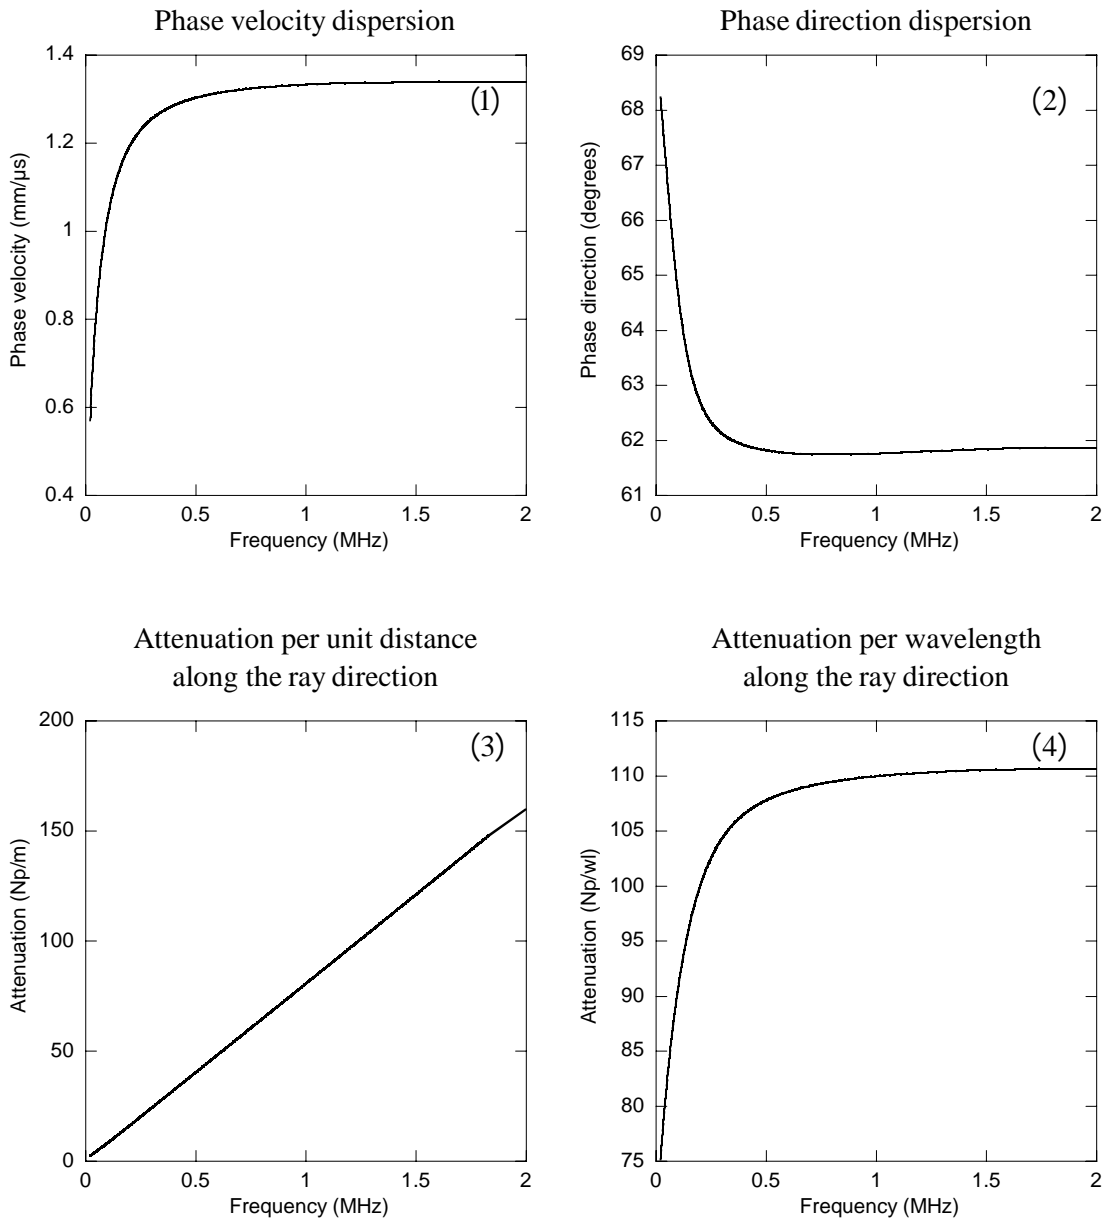 Phase velocity dispersion
1.4
1.2
1
0.8
0.6
0.4
Phase velocity (mm/µs)
(1)
0 0.5 1 1.5 2
Frequency (MHz)
Phase direction dispersion
69
68
67
66
65
64
63
62
61
Phase direction (degrees)
(2)
0 0.5 1 1.5 2
Frequency (MHz)
Attenuation per unit distance
along the ray direction
200
150
100
50
0
Attenuation (Np/m)
(3)
0 0.5 1 1.5 2
Frequency (MHz)
Attenuation per wavelength
along the ray direction
115
110
105
100
95
90
85
80
75
Attenuation (Np/wl)
(4)
0 0.5 1 1.5 2
Frequency (MHz)